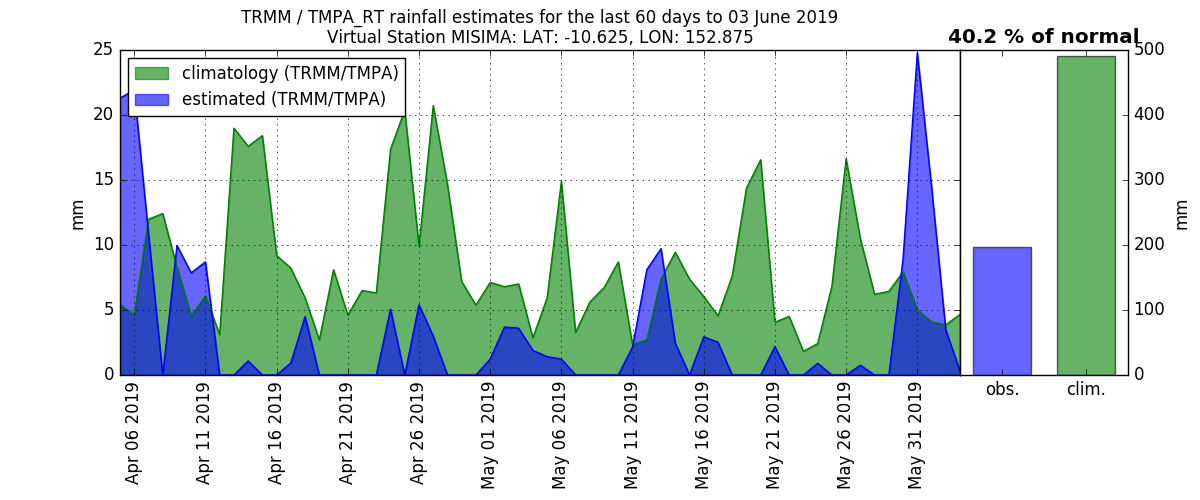 TRMM / TMPA_RT rainfall estimates for the last 60 days to 03 June 2019
Virtual Station MISIMA: LAT: -10.625, LON: 152.875
40.2 % of normal
climatology (TRMM/TMPA)
estimated (TRMM/TMPA)
25
20
15
10
5
0
mm
500
400
300
200
100
0
mm
obs.
clim.
Apr 06 2019
Apr 11 2019
Apr 16 2019
Apr 21 2019
Apr 26 2019
May 01 2019
May 06 2019
May 11 2019
May 16 2019
May 21 2019
May 26 2019
May 31 2019